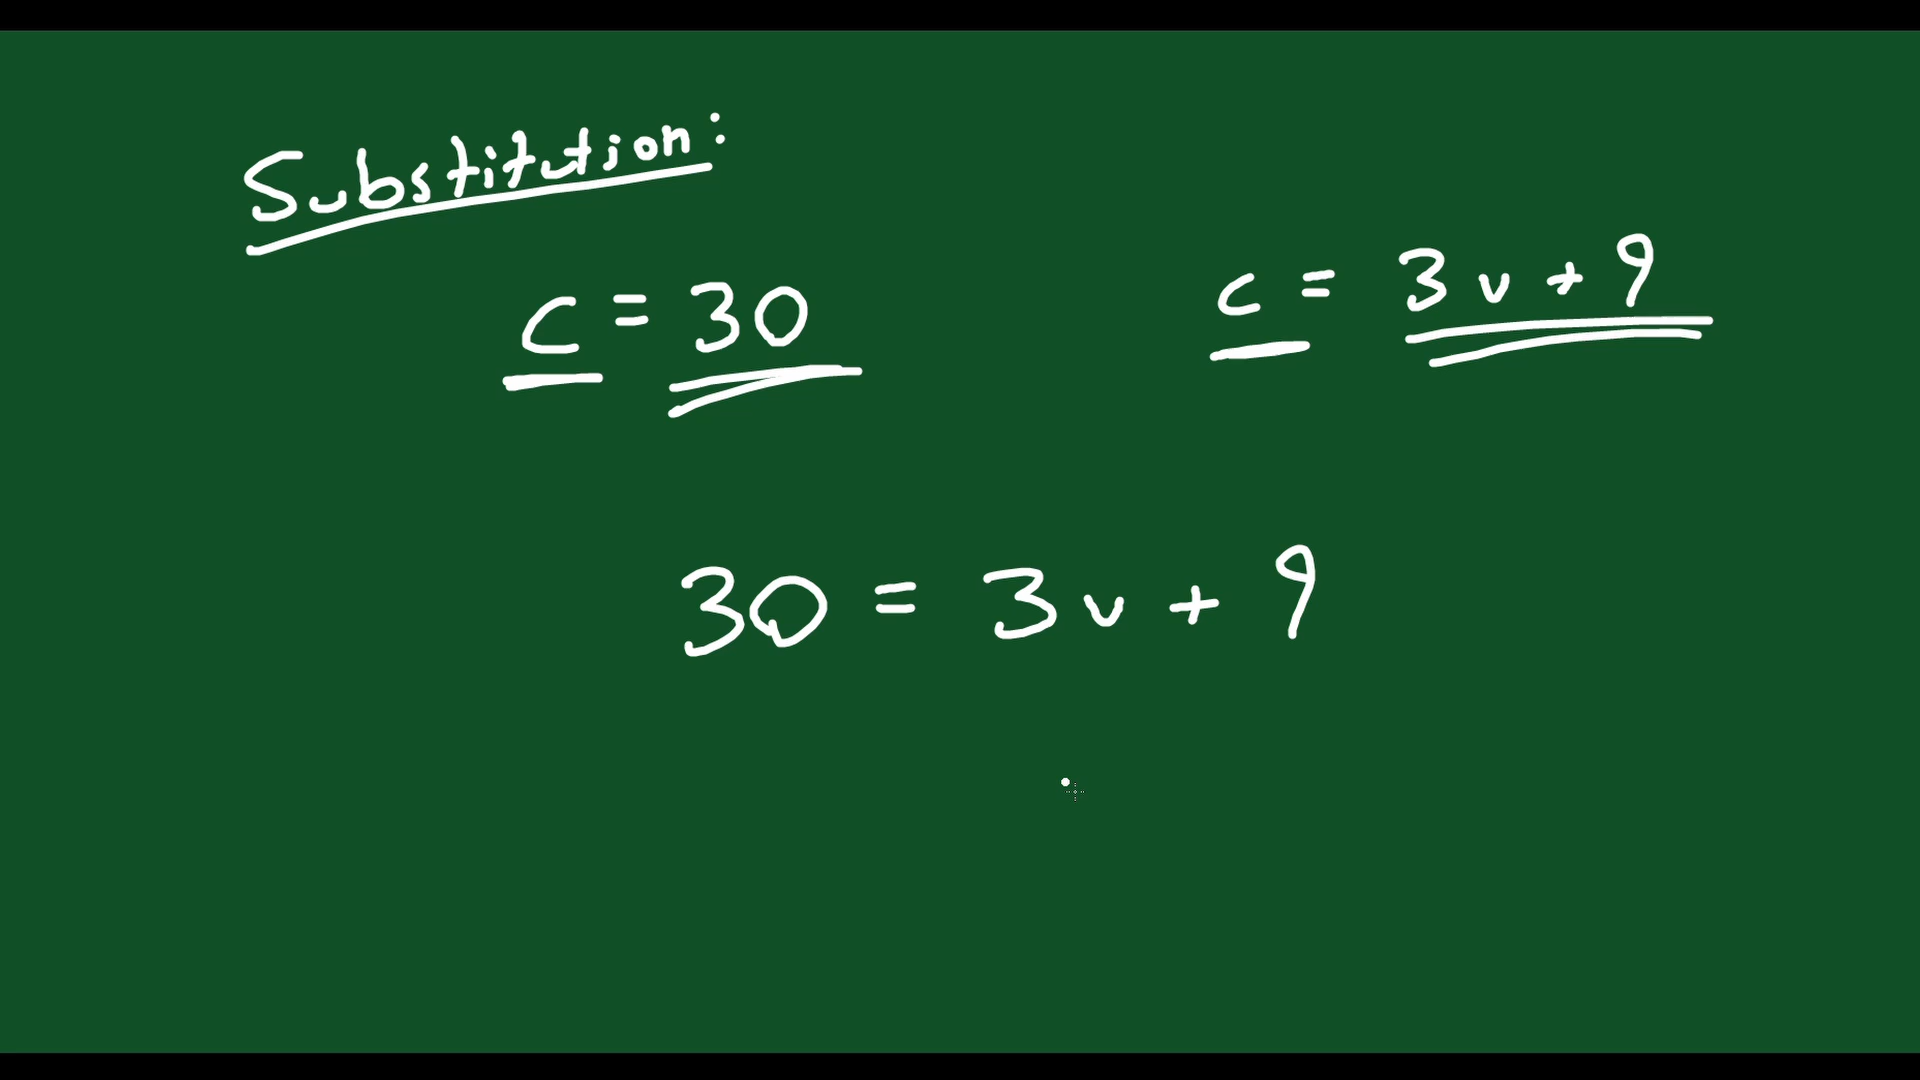 Substitution:
c = 30
c = 3v + 9
30 = 3v + 9